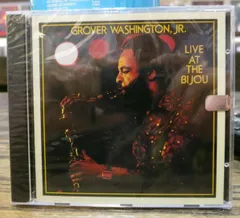 GROVER WASHINGTON, JR.
LIVE
AT
THE
BIJOU